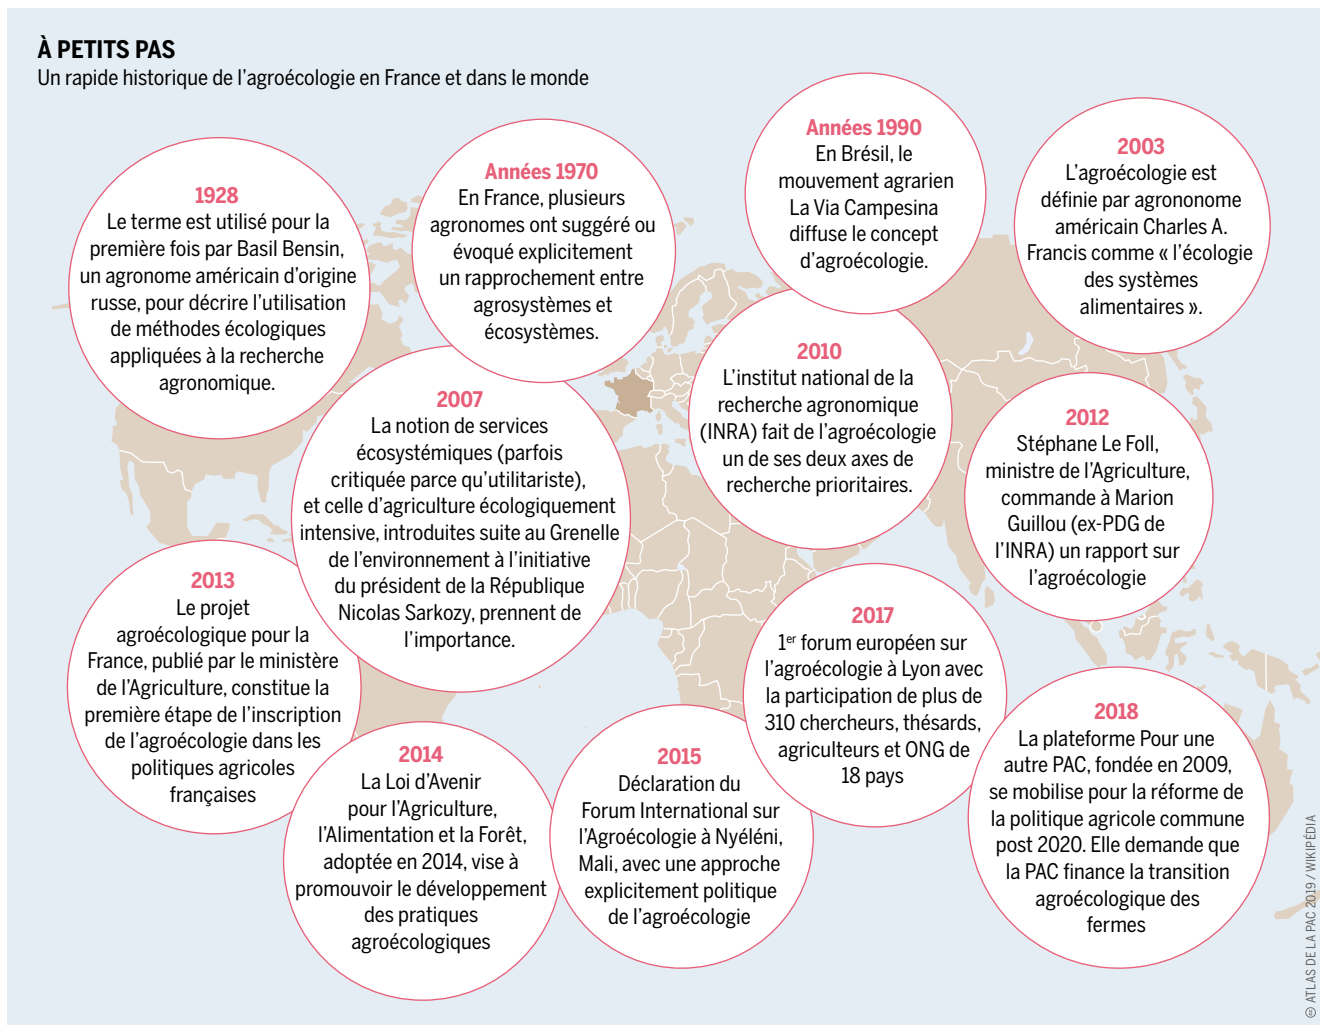 À PETITS PAS
Un rapide historique de l'agroécologie en France et dans le monde
1928
Le terme est utilisé pour la
première fois par Basil Bensin,
un agronome américain d'origine
russe, pour décrire l'utilisation
de méthodes écologiques
appliquées à la recherche
agronomique.
Années 1970
En France, plusieurs
agronomes ont suggéré ou
évoqué explicitement
un rapprochement entre
agrosystèmes et
écosystèmes.
Années 1990
En Brésil, le
mouvement agrarien
La Via Campesina
diffuse le concept
d'agroécologie.
2003
L'agroécologie est
définie par agrononome
américain Charles A.
Francis comme « l'écologie
des systèmes
alimentaires ».
2007
La notion de services
écosystémiques (parfois
critiquée parce qu'utilitariste),
et celle d'agriculture écologiquement
intensive, introduites suite au Grenelle
de l'environnement à l'initiative
du président de la République
Nicolas Sarkozy, prennent de
l'importance.
2010
L'institut national de la
recherche agronomique
(INRA) fait de l'agroécologie
un de ses deux axes de
recherche prioritaires.
2012
Stéphane Le Foll,
ministre de l'Agriculture,
commande à Marion
Guillou (ex-PDG de
l'INRA) un rapport sur
l'agroécologie
2013
Le projet
agroécologique pour la
France, publié par le ministère
de l'Agriculture, constitue la
première étape de l'inscription
de l'agroécologie dans les
politiques agricoles
françaises
2014
La Loi d'Avenir
pour l'Agriculture,
l'Alimentation et la Forêt,
adoptée en 2014, vise à
promouvoir le développement
des pratiques
agroécologiques
2015
Déclaration du
Forum International sur
l'Agroécologie à Nyéléni,
Mali, avec une approche
explicitement politique
de l'agroécologie
2017
1er forum européen sur
l'agroécologie à Lyon avec
la participation de plus de
310 chercheurs, thésards,
agriculteurs et ONG de
18 pays
2018
La plateforme Pour une
autre PAC, fondée en 2009,
se mobilise pour la réforme de
la politique agricole commune
post 2020. Elle demande que
la PAC finance la transition
agroécologique des
fermes
ATLAS DE LA PAC 2019 / WIKIPÉDIA